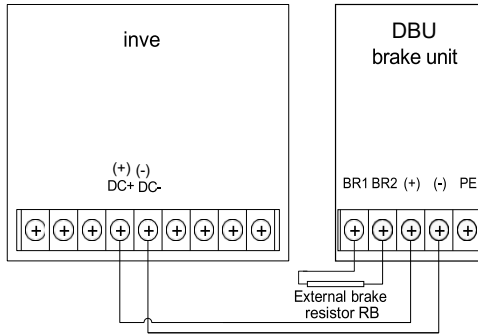 inve
DBU
brake unit
(+) (-)
DC+ DC-
BR1 BR2 (+) (-) PE
External brake
resistor RB